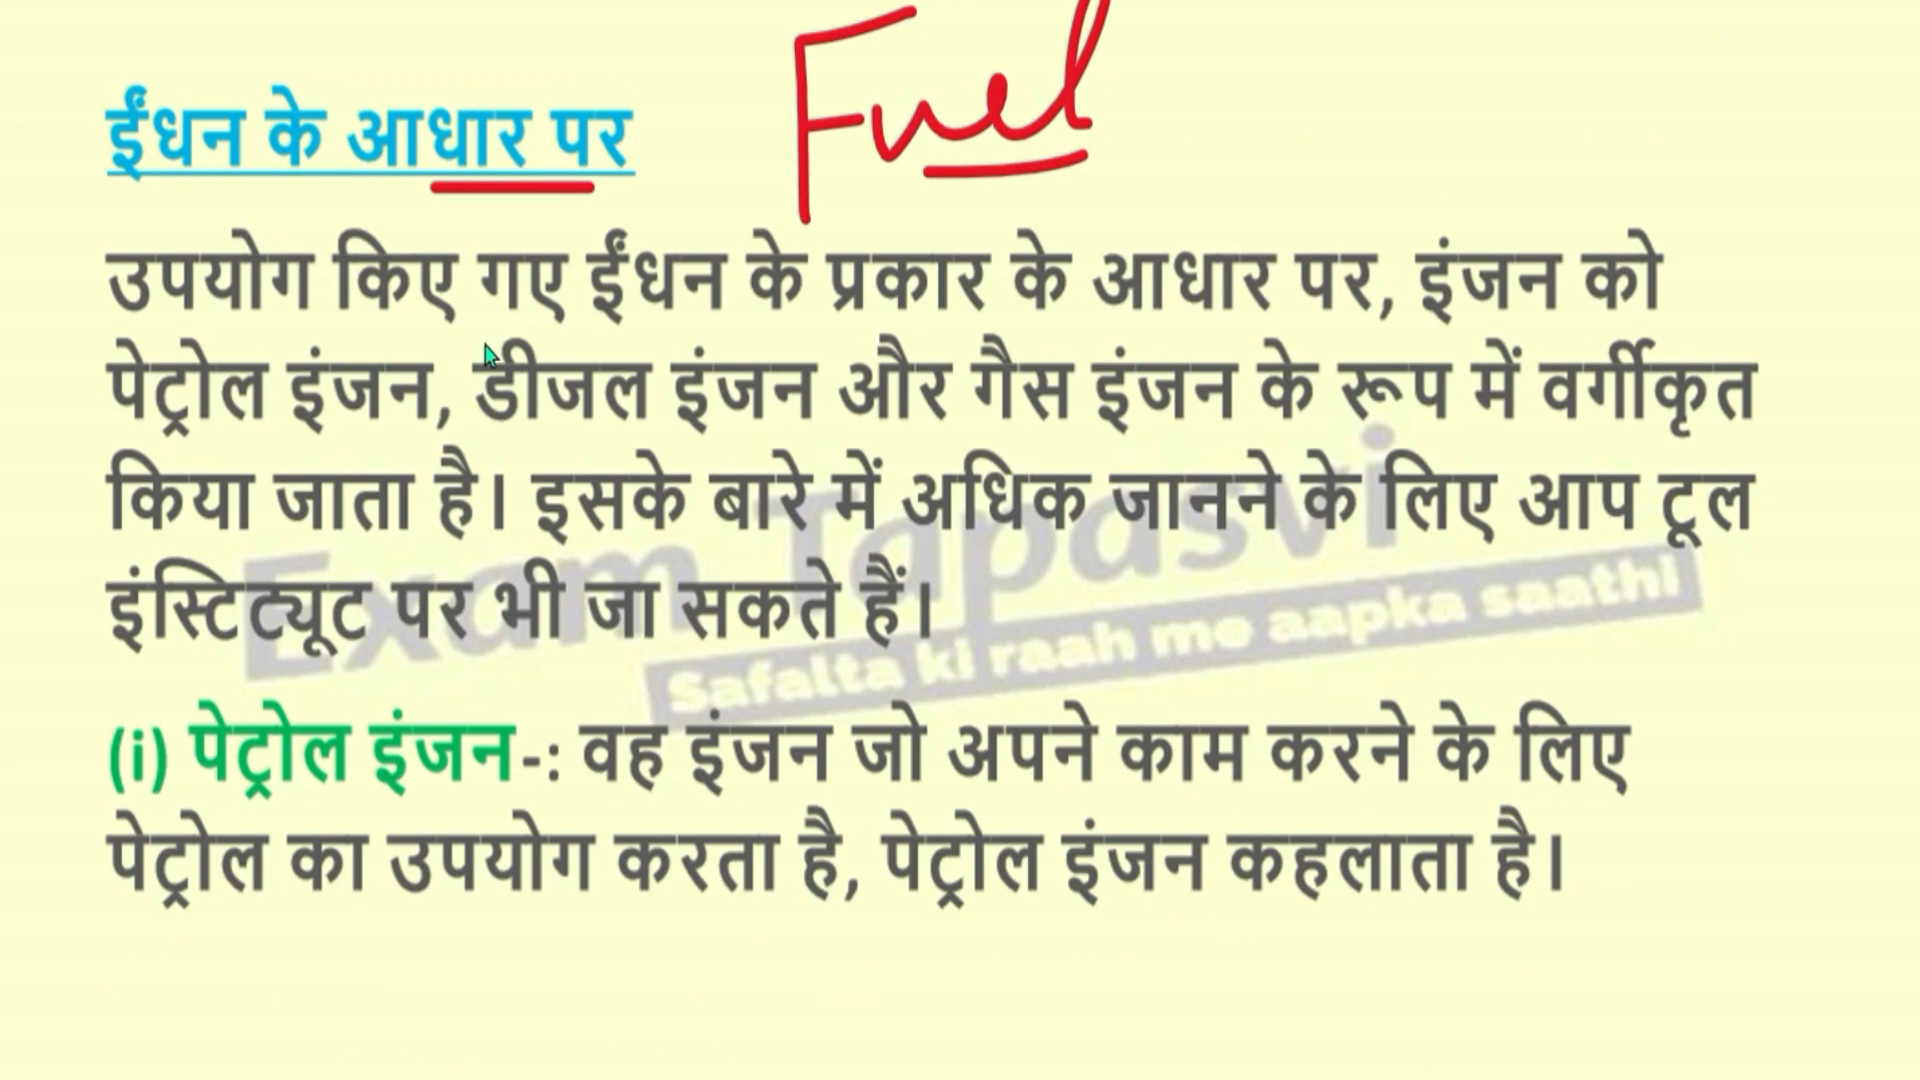 Fuel
ईंधन के आधार पर
उपयोग किए गए ईंधन के प्रकार के आधार पर, इंजन को
पेट्रोल इंजन, डीजल इंजन और गैस इंजन के रूप में वर्गीकृत
किया जाता है। इसके बारे में अधिक जानने के लिए आप टूल
इंस्टिट्यूट पर भी जा सकते हैं।
Exam Tapasvi
Safalta ki raah me aapka saathi
(i) पेट्रोल इंजन-: वह इंजन जो अपने काम करने के लिए
पेट्रोल का उपयोग करता है, पेट्रोल इंजन कहलाता है।